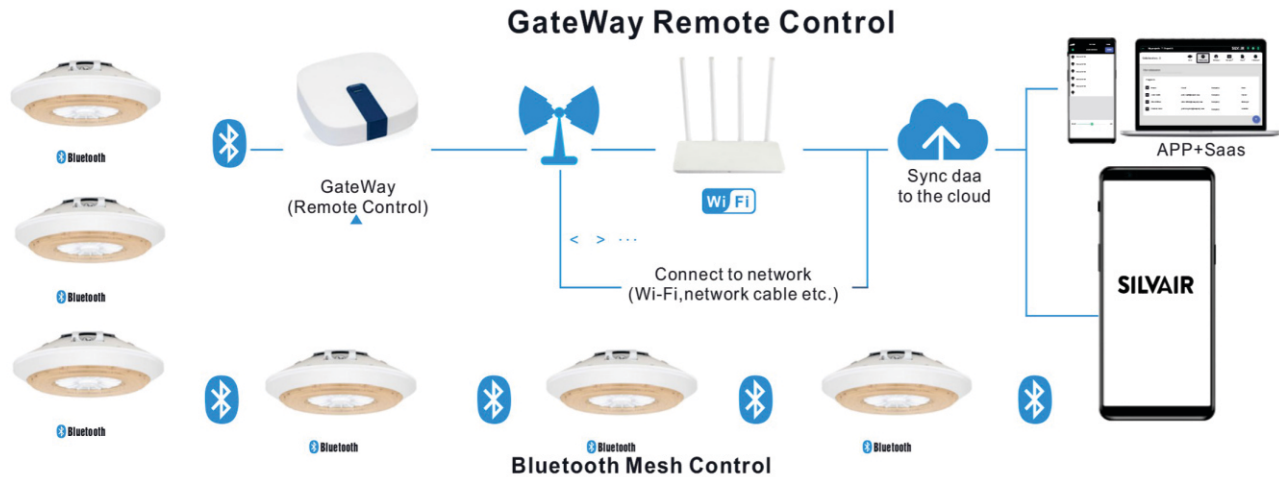 GateWay Remote Control
Bluetooth
GateWay
(Remote Control)
Wi Fi
Sync daa
to the cloud
APP+Saas
Bluetooth
< > ...
Connect to network
(Wi-Fi,network cable etc.)
SILVAIR
Bluetooth
Bluetooth
Bluetooth
Bluetooth
Bluetooth Mesh Control